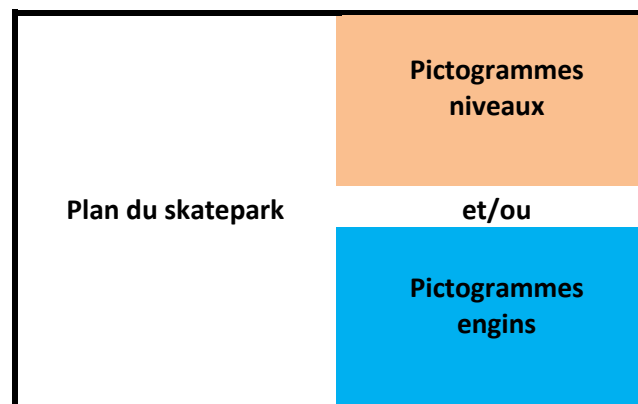 Plan du skatepark
Pictogrammes
niveaux
et/ou
Pictogrammes
engins